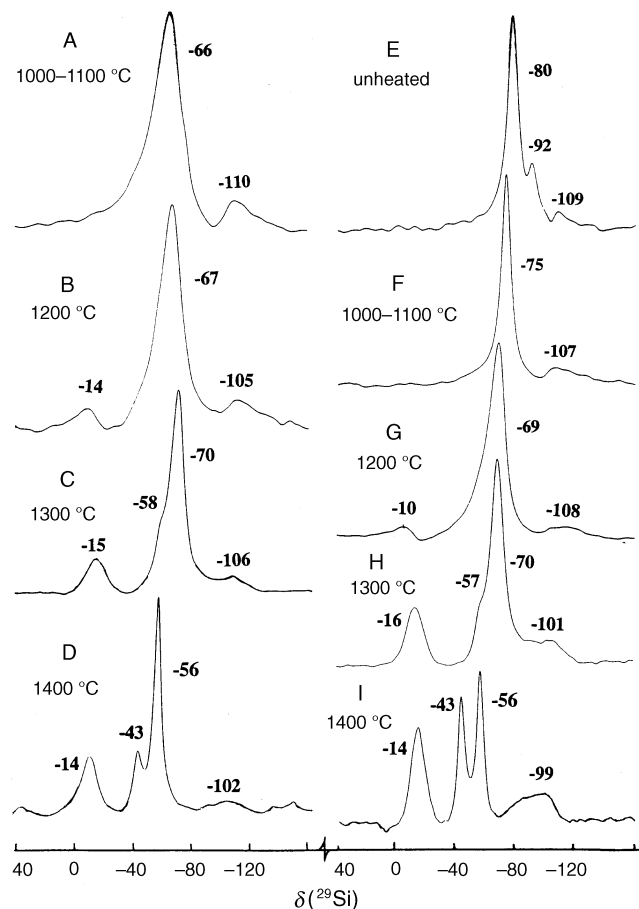 A
1000–1100 °C
-66
-110
B
1200 °C
-67
-14
-105
C
1300 °C
-70
-58
-15
-106
D
1400 °C
-56
-43
-14
-102
E
unheated
-80
-92
-109
F
1000–1100 °C
-75
-107
G
1200 °C
-69
-10
-108
H
1300 °C
-70
-57
-16
-101
I
1400 °C
-56
-43
-14
-99
40 0 –40 –80 –120 40 0 –40 –80 –120
δ(²⁹Si)